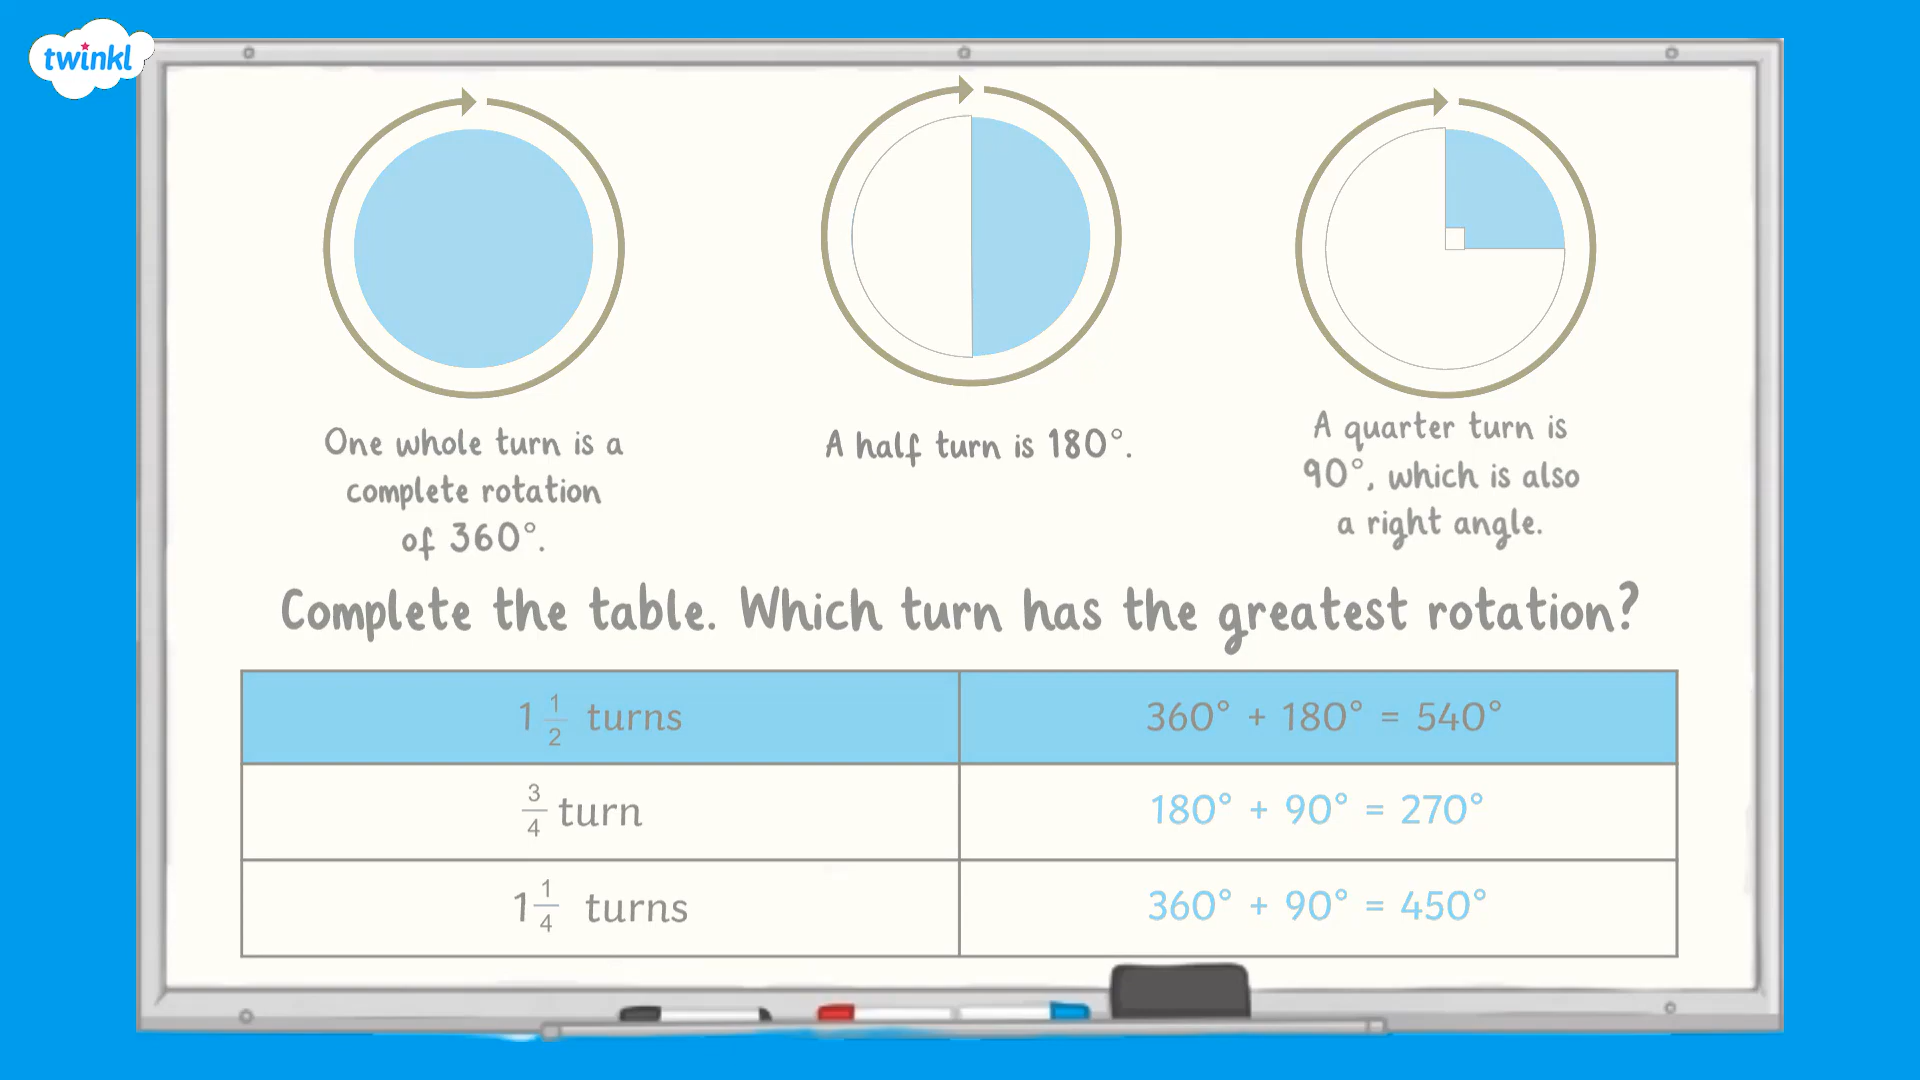 twinkl
One whole turn is a
complete rotation
of 360°.
A half turn is 180°.
A quarter turn is
90°, which is also
a right angle.
Complete the table. Which turn has the greatest rotation?
1 1/2 turns 360° + 180° = 540°
3/4 turn 180° + 90° = 270°
1 1/4 turns 360° + 90° = 450°